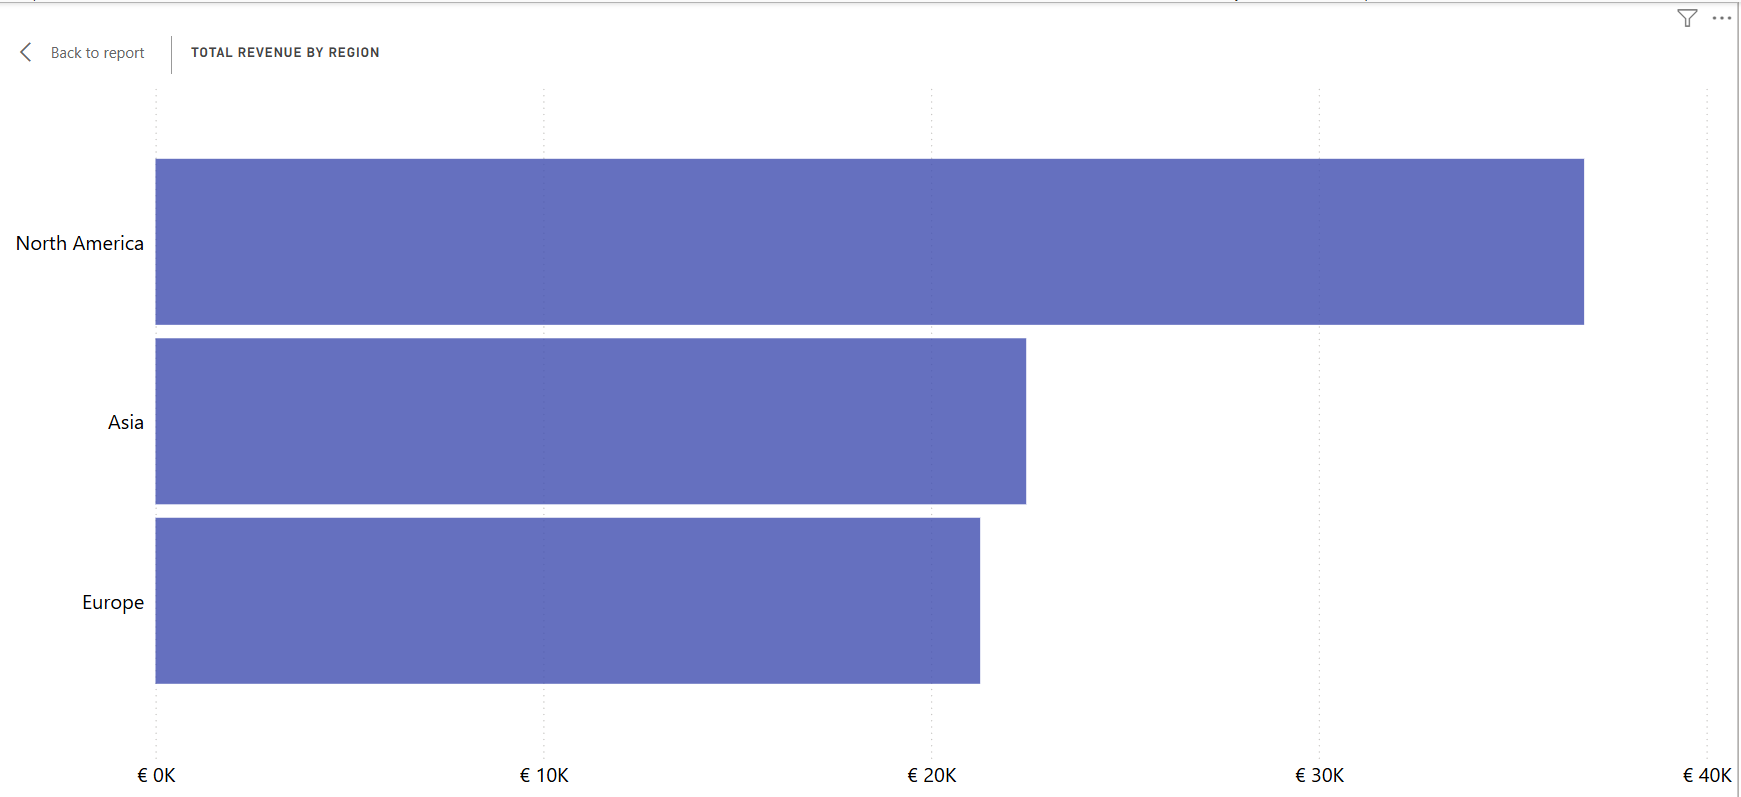 Back to report
TOTAL REVENUE BY REGION
North America
Asia
Europe
€ 0K
€ 10K
€ 20K
€ 30K
€ 40K